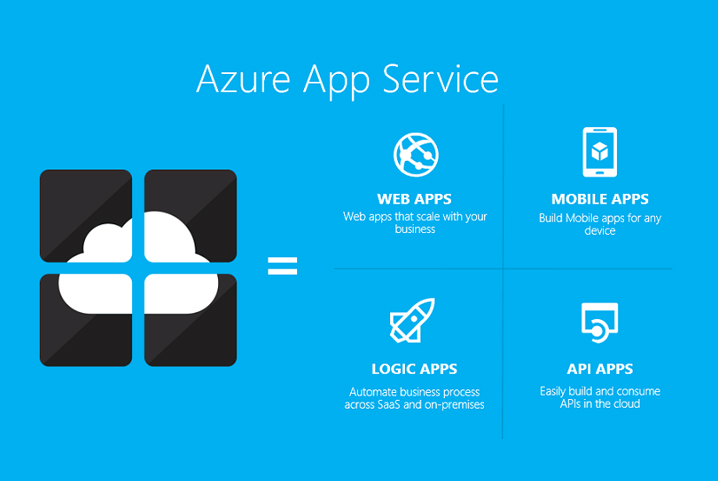 Azure App Service
WEB APPS
Web apps that scale with your
business
MOBILE APPS
Build Mobile apps for any
device
=
LOGIC APPS
Automate business process
across SaaS and on-premises
API APPS
Easily build and consume
APIs in the cloud